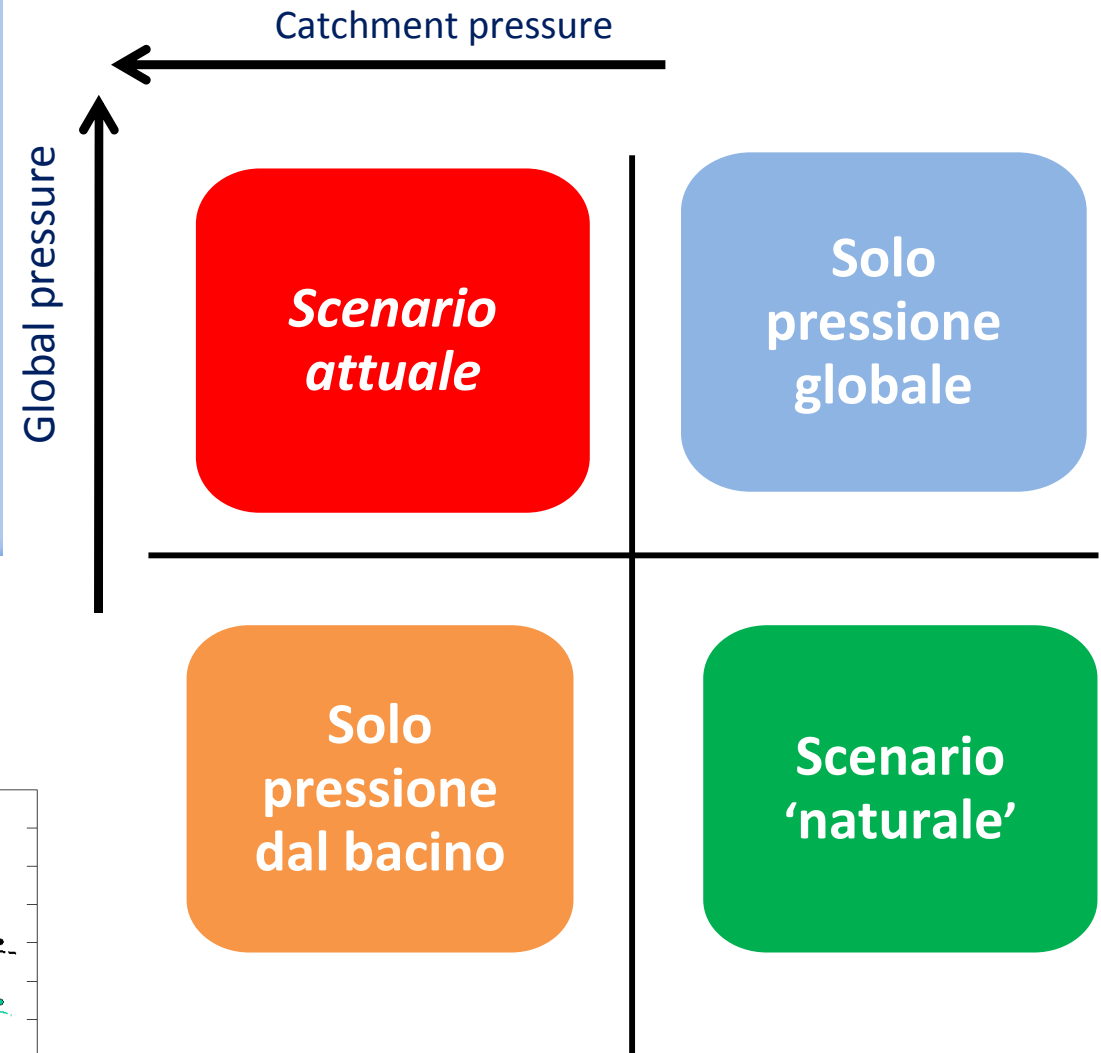 Catchment pressure
Global pressure
Scenario
attuale
Solo
pressione
globale
Solo
pressione
dal bacino
Scenario
‘naturale’